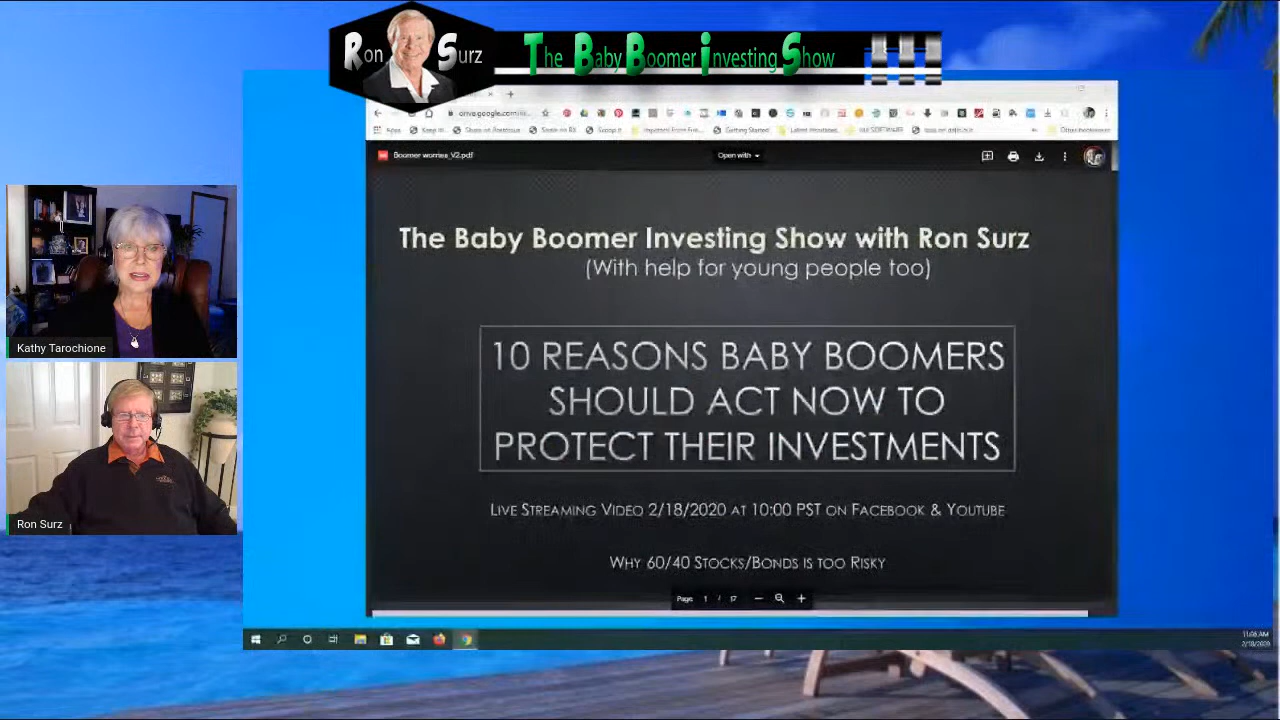 Ron Surz The Baby Boomer Investing Show
Boomer worries_V2.pdf
Open with
The Baby Boomer Investing Show with Ron Surz
(With help for young people too)
10 REASONS BABY BOOMERS
SHOULD ACT NOW TO
PROTECT THEIR INVESTMENTS
LIVE STREAMING VIDEO 2/18/2020 AT 10:00 PST ON FACEBOOK & YOUTUBE
WHY 60/40 STOCKS/BONDS IS TOO RISKY
Page 1 / 17
Kathy Tarochione
Ron Surz